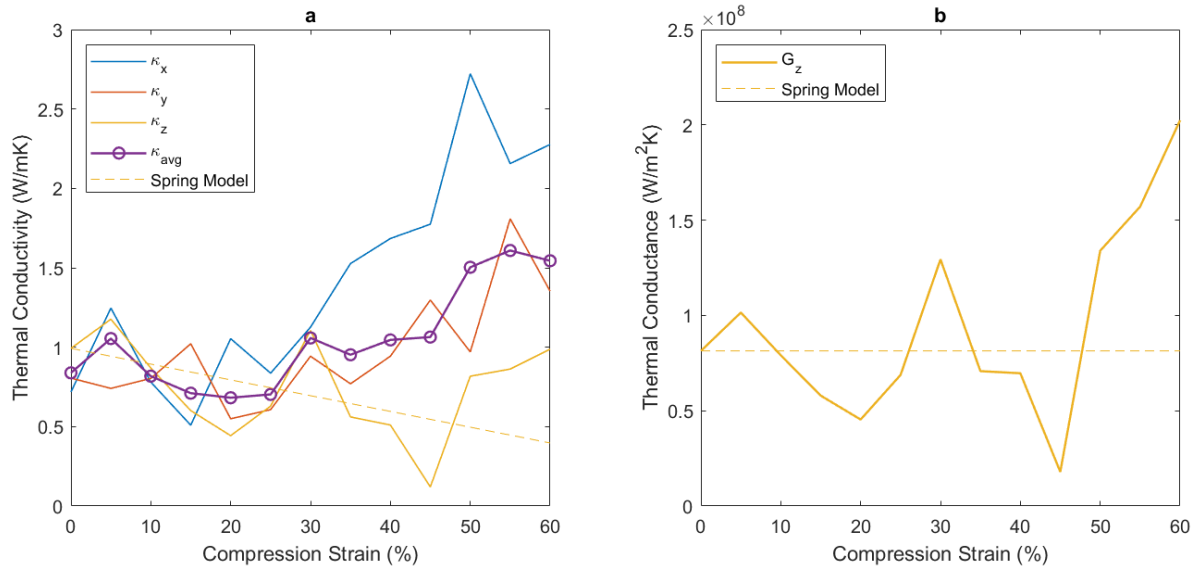 a
3
2.5
2
1.5
1
0.5
0
Thermal Conductivity (W/mK)
κx
κy
κz
κavg
Spring Model
0 10 20 30 40 50 60
Compression Strain (%)
b
×10^8
2.5
2
1.5
1
0.5
0
Thermal Conductance (W/m^2K)
Gz
Spring Model
0 10 20 30 40 50 60
Compression Strain (%)